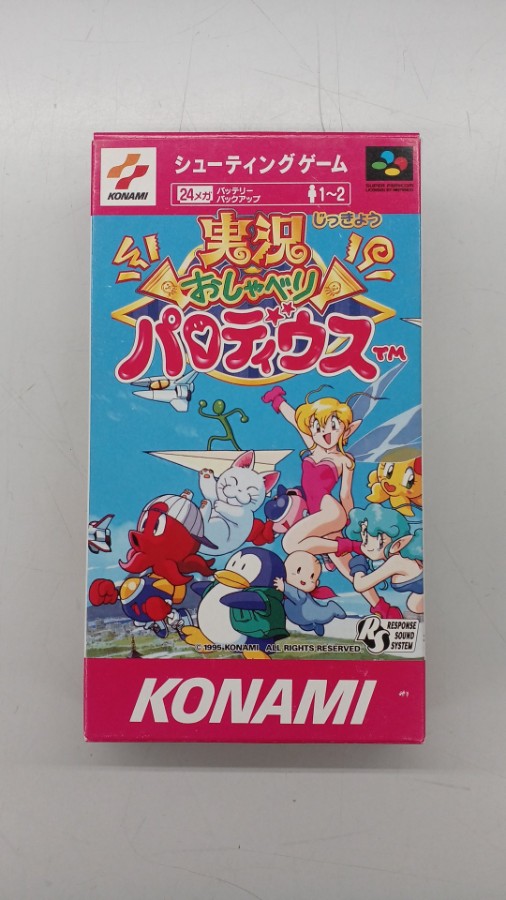 KONAMI
シューティングゲーム
24メガ
バッテリー
バックアップ
1~2
じっきょう
実況
おしゃべり
パロディウス TM
RESPONSE
SOUND
SYSTEM
© 1995 KONAMI ALL RIGHTS RESERVED
KONAMI